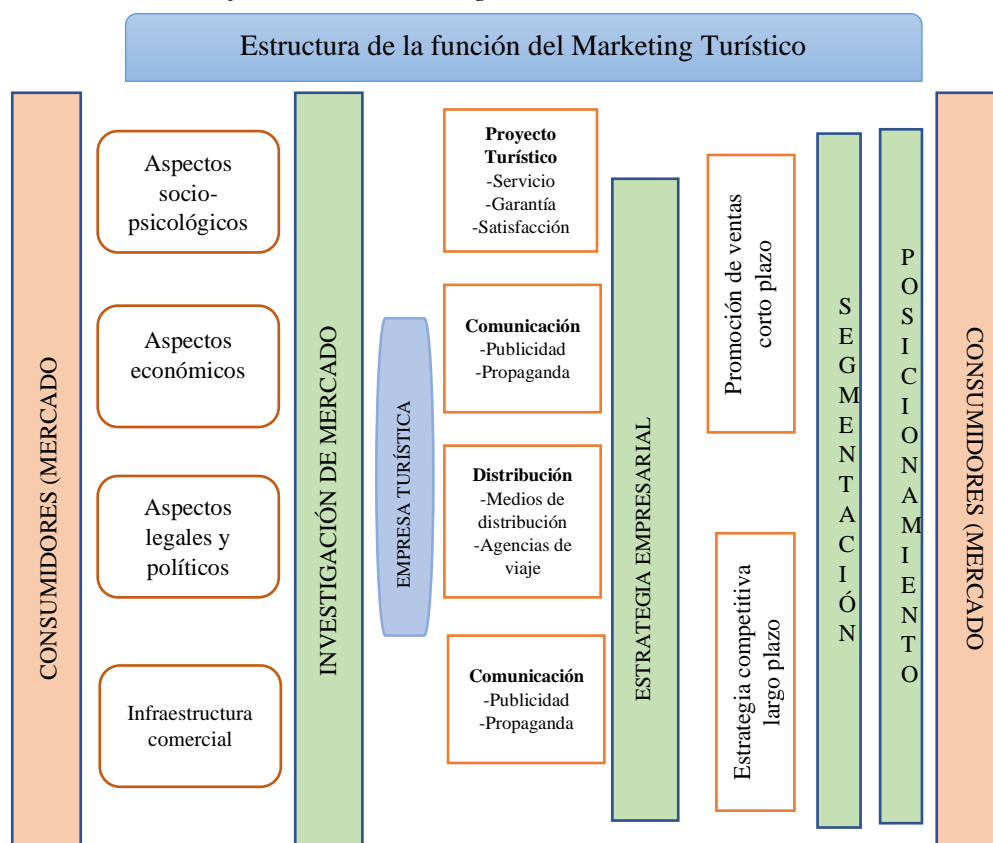 Estructura de la función del Marketing Turístico
CONSUMIDORES (MERCADO
Aspectos
socio-
psicológicos
Aspectos
económicos
Aspectos
legales y
políticos
Infraestructura
comercial
INVESTIGACIÓN DE MERCADO
EMPRESA TURÍSTICA
Proyecto
Turístico
-Servicio
-Garantía
-Satisfacción
Comunicación
-Publicidad
-Propaganda
Distribución
-Medios de
distribución
-Agencias de
viaje
Comunicación
-Publicidad
-Propaganda
ESTRATEGIA EMPRESARIAL
Promoción de ventas
corto plazo
Estrategia competitiva
largo plazo
SEGMENTACIÓN
POSICIONAMIENTO
CONSUMIDORES (MERCADO